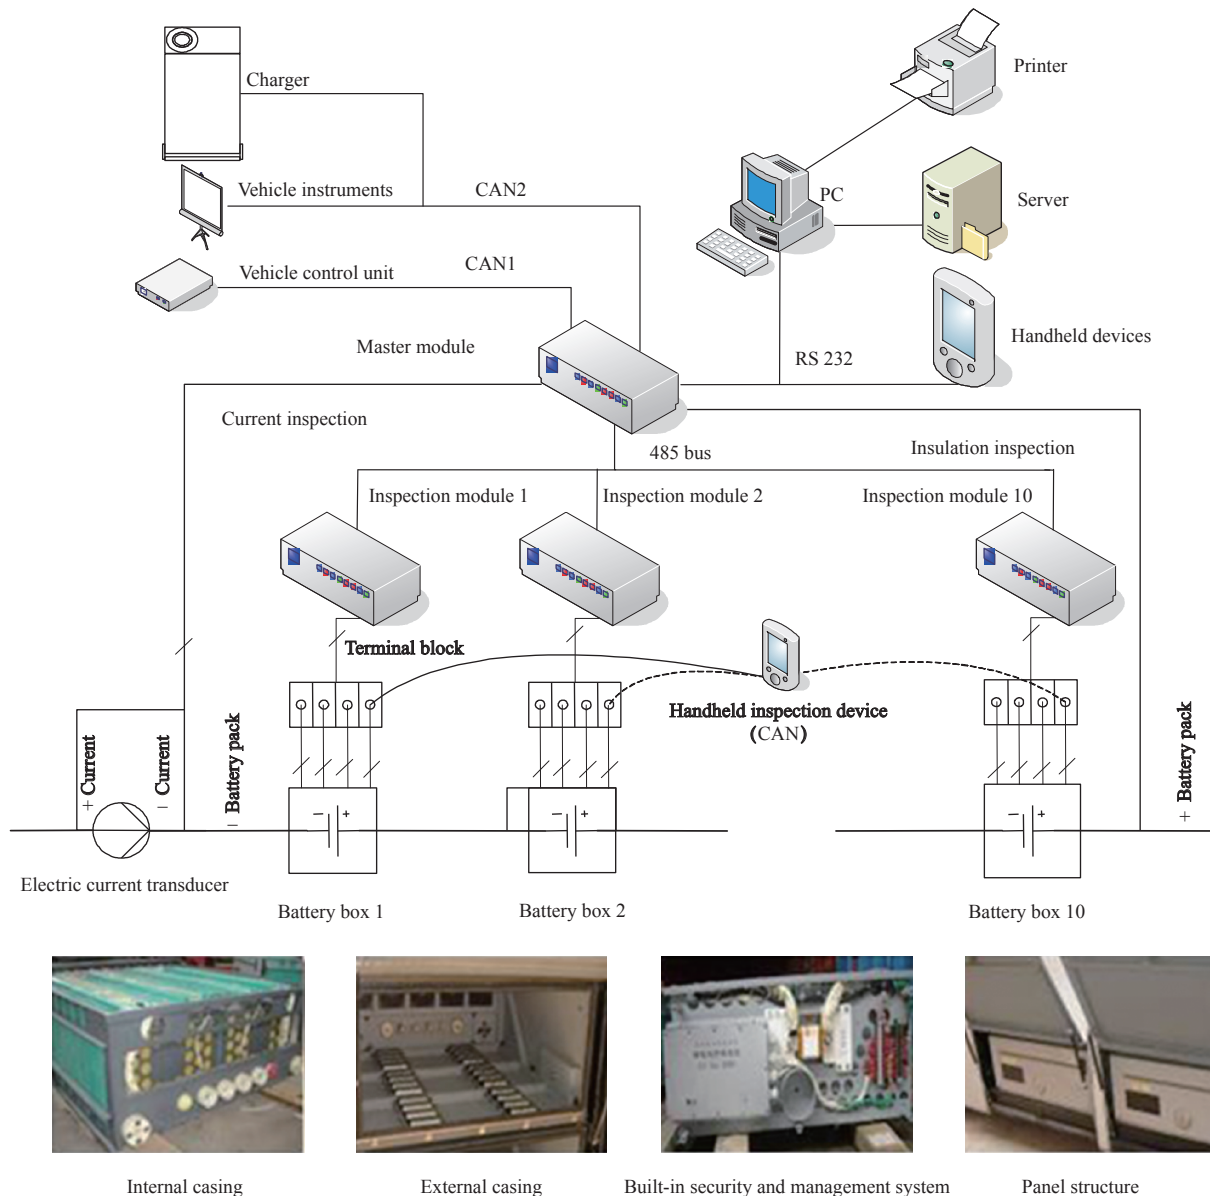 Charger
Printer
Vehicle instruments
CAN2
PC
Server
Vehicle control unit
CAN1
Master module
Handheld devices
RS 232
Current inspection
485 bus
Insulation inspection
Inspection module 1
Inspection module 2
Inspection module 10
Terminal block
Handheld inspection device
(CAN)
+ Current
− Current
− Battery pack
+ Battery pack
− +
− +
− +
Electric current transducer
Battery box 1
Battery box 2
Battery box 10
Internal casing
External casing
Built-in security and management system
Panel structure